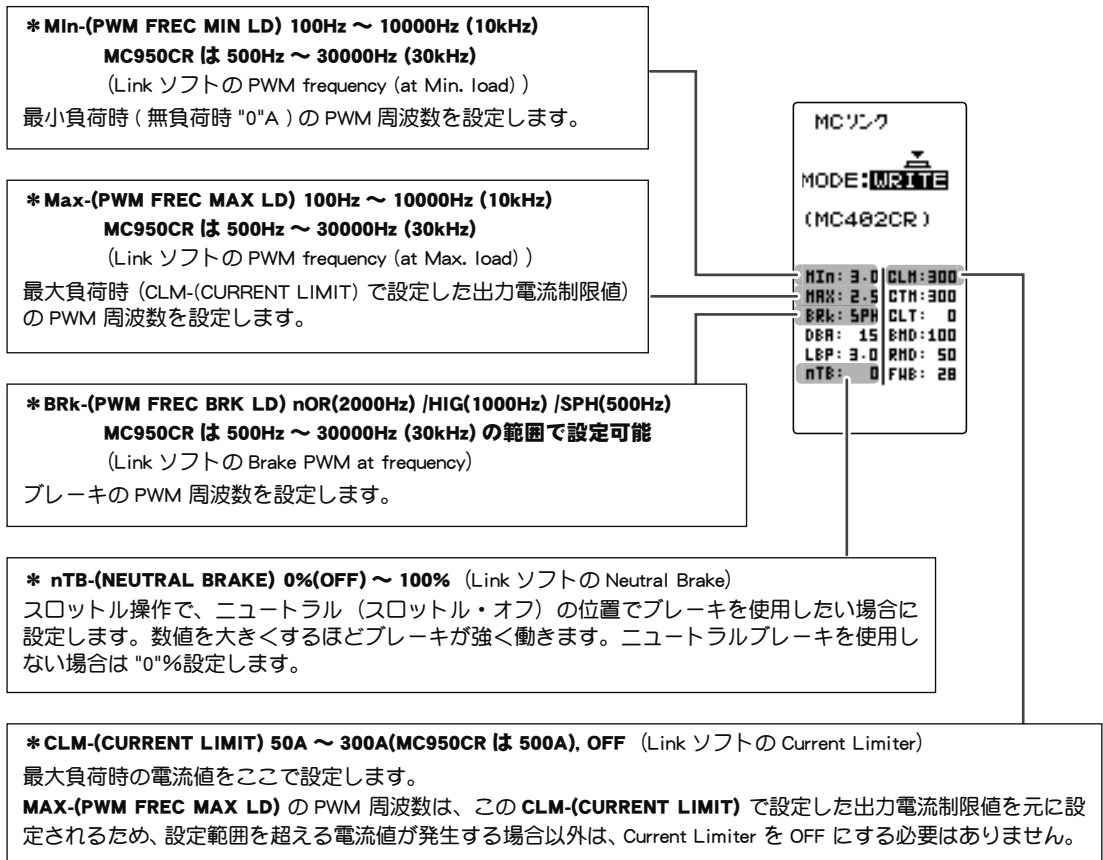 ＊MIn-(PWM FREC MIN LD) 100Hz ～ 10000Hz (10kHz)
MC950CR は 500Hz ～ 30000Hz (30kHz)
（Link ソフトの PWM frequency (at Min. load) ）
最小負荷時 ( 無負荷時 "0"A ) の PWM 周波数を設定します。
＊Max-(PWM FREC MAX LD) 100Hz ～ 10000Hz (10kHz)
MC950CR は 500Hz ～ 30000Hz (30kHz)
（Link ソフトの PWM frequency (at Max. load) ）
最大負荷時（CLM-(CURRENT LIMIT) で設定した出力電流制限値）
の PWM 周波数を設定します。
＊BRk-(PWM FREC BRK LD) nOR(2000Hz) /HIG(1000Hz) /SPH(500Hz)
MC950CR は 500Hz ～ 30000Hz (30kHz) の範囲で設定可能
（Link ソフトの Brake PWM at frequency）
ブレーキの PWM 周波数を設定します。
＊ nTB-(NEUTRAL BRAKE) 0%(OFF) ～ 100%（Link ソフトの Neutral Brake）
スロットル操作で、ニュートラル（スロットル・オフ）の位置でブレーキを使用したい場合に
設定します。数値を大きくするほどブレーキが強く働きます。ニュートラルブレーキを使用し
ない場合は "0"%設定します。
＊CLM-(CURRENT LIMIT) 50A ～ 300A(MC950CR は 500A), OFF（Link ソフトの Current Limiter）
最大負荷時の電流値をここで設定します。
MAX-(PWM FREC MAX LD) の PWM 周波数は、この CLM-(CURRENT LIMIT) で設定した出力電流制限値を元に設
定されるため、設定範囲を超える電流値が発生する場合以外は、Current Limiter を OFF にする必要はありません。
MCリンク
MODE:WRITE
(MC402CR)
MIn: 3.0 CLM:300
MAX: 2.5 CTM:300
BRk: SPH CLT: 0
DBA: 15 BMD:100
LBP: 3.0 RMD: 50
nTB: 0 FWB: 28